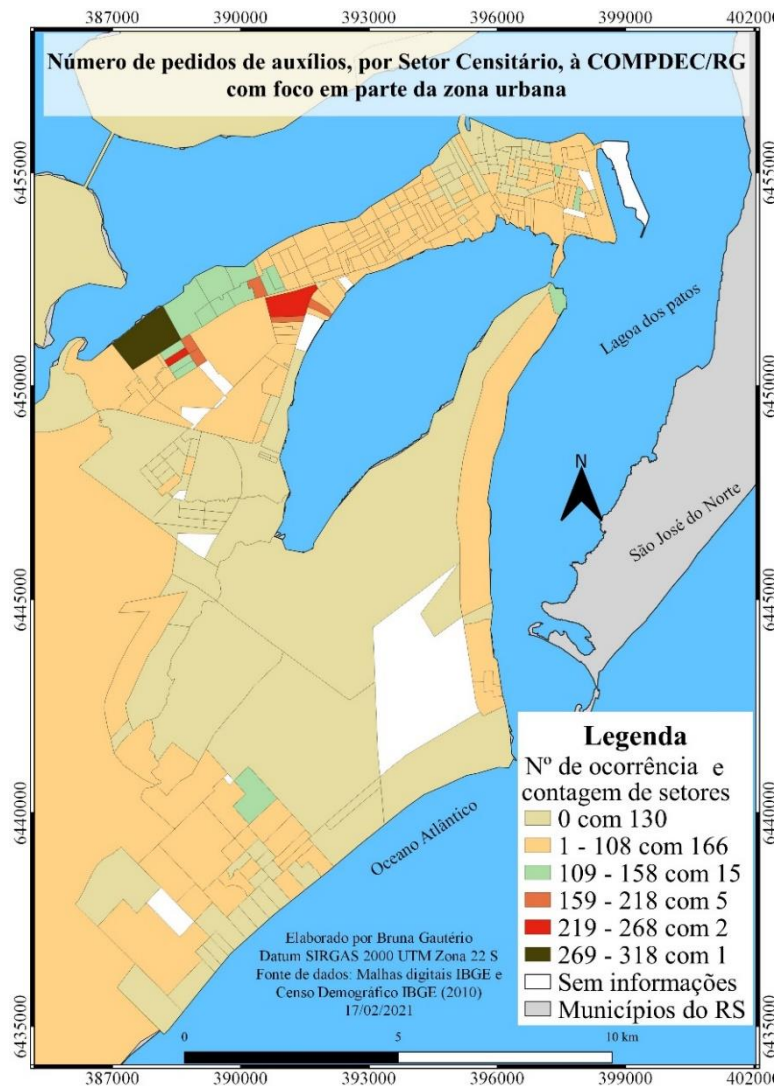 387000 390000 393000 396000 399000 402000
Número de pedidos de auxílios, por Setor Censitário, à COMPDEC/RG
com foco em parte da zona urbana
6455000
6455000
Lagoa dos patos
6450000
6450000
N
São José do Norte
6445000
6445000
Legenda
Nº de ocorrência e
contagem de setores
0 com 130
1 - 108 com 166
109 - 158 com 15
159 - 218 com 5
219 - 268 com 2
269 - 318 com 1
Sem informações
Municípios do RS
6440000
6440000
Oceano Atlântico
Elaborado por Bruna Gautério
Datum SIRGAS 2000 UTM Zona 22 S
Fonte de dados: Malhas digitais IBGE e
Censo Demográfico IBGE (2010)
17/02/2021
6435000
6435000
0 5 10 km
387000 390000 393000 396000 399000 402000